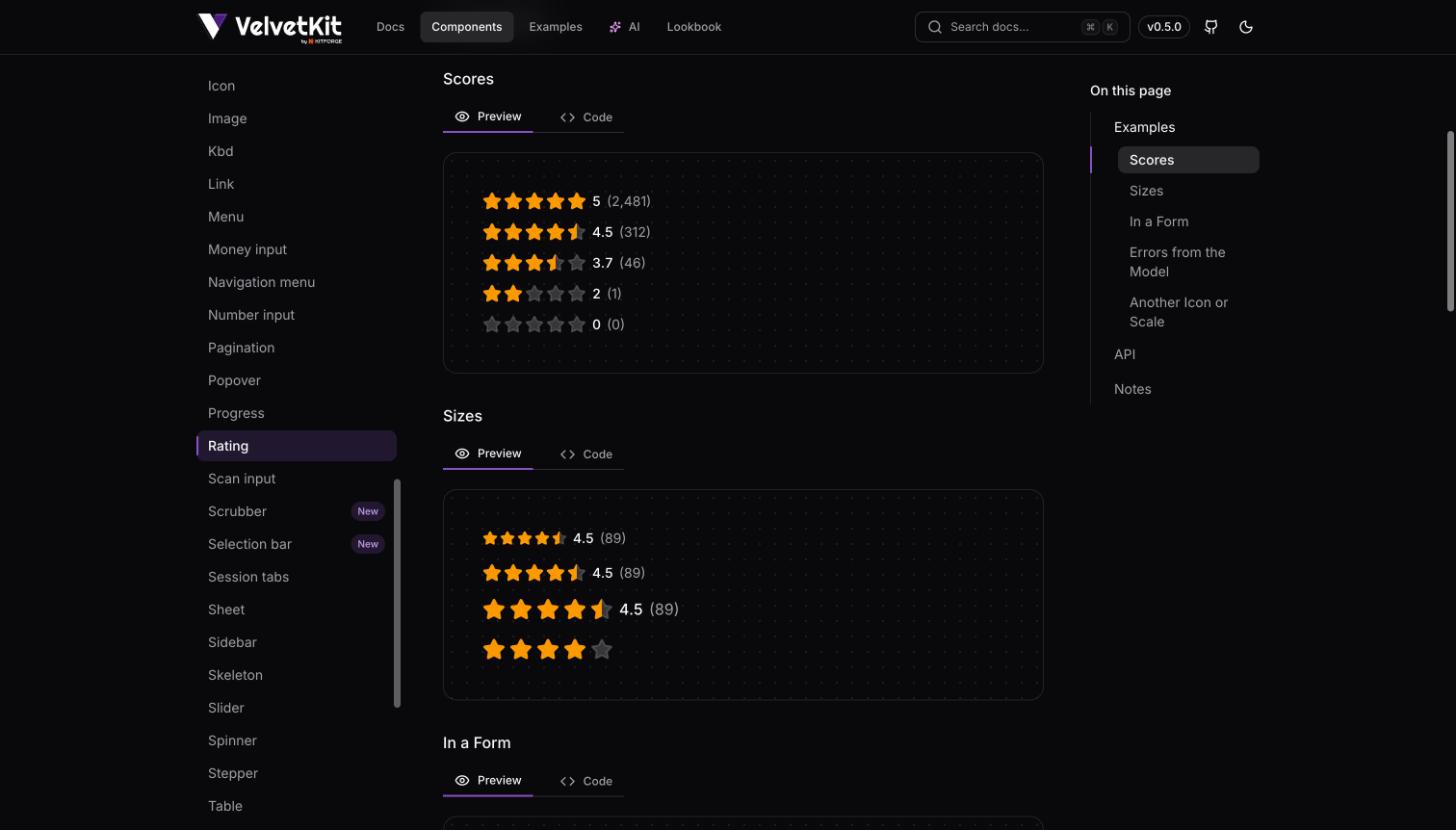 VelvetKit
by KITFORGE
Docs
Components
Examples
AI
Lookbook
Search docs...
⌘ K
v0.5.0
Icon
Image
Kbd
Link
Menu
Money input
Navigation menu
Number input
Pagination
Popover
Progress
Rating
Scan input
Scrubber New
Selection bar New
Session tabs
Sheet
Sidebar
Skeleton
Slider
Spinner
Stepper
Table
Scores
Preview
Code
5 (2,481)
4.5 (312)
3.7 (46)
2 (1)
0 (0)
Sizes
Preview
Code
4.5 (89)
4.5 (89)
4.5 (89)
In a Form
Preview
Code
On this page
Examples
Scores
Sizes
In a Form
Errors from the
Model
Another Icon or
Scale
API
Notes